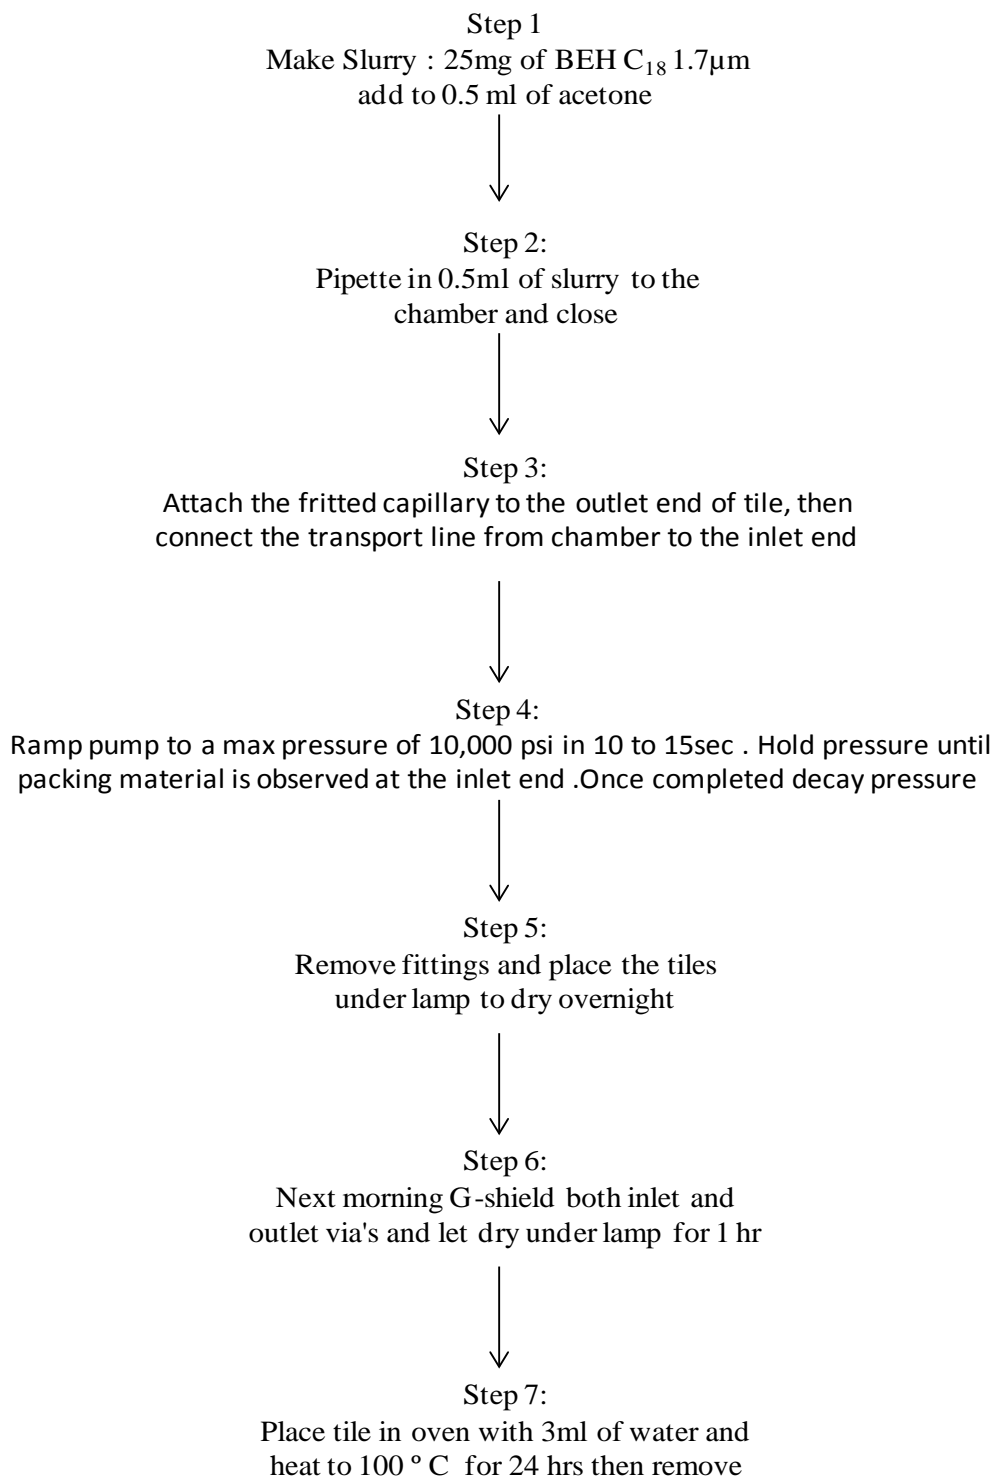 Step 1
Make Slurry : 25mg of BEH C₁₈ 1.7µm
add to 0.5 ml of acetone
Step 2:
Pipette in 0.5ml of slurry to the
chamber and close
Step 3:
Attach the fritted capillary to the outlet end of tile, then
connect the transport line from chamber to the inlet end
Step 4:
Ramp pump to a max pressure of 10,000 psi in 10 to 15sec . Hold pressure until
packing material is observed at the inlet end .Once completed decay pressure
Step 5:
Remove fittings and place the tiles
under lamp to dry overnight
Step 6:
Next morning G-shield both inlet and
outlet via's and let dry under lamp for 1 hr
Step 7:
Place tile in oven with 3ml of water and
heat to 100 º C for 24 hrs then remove